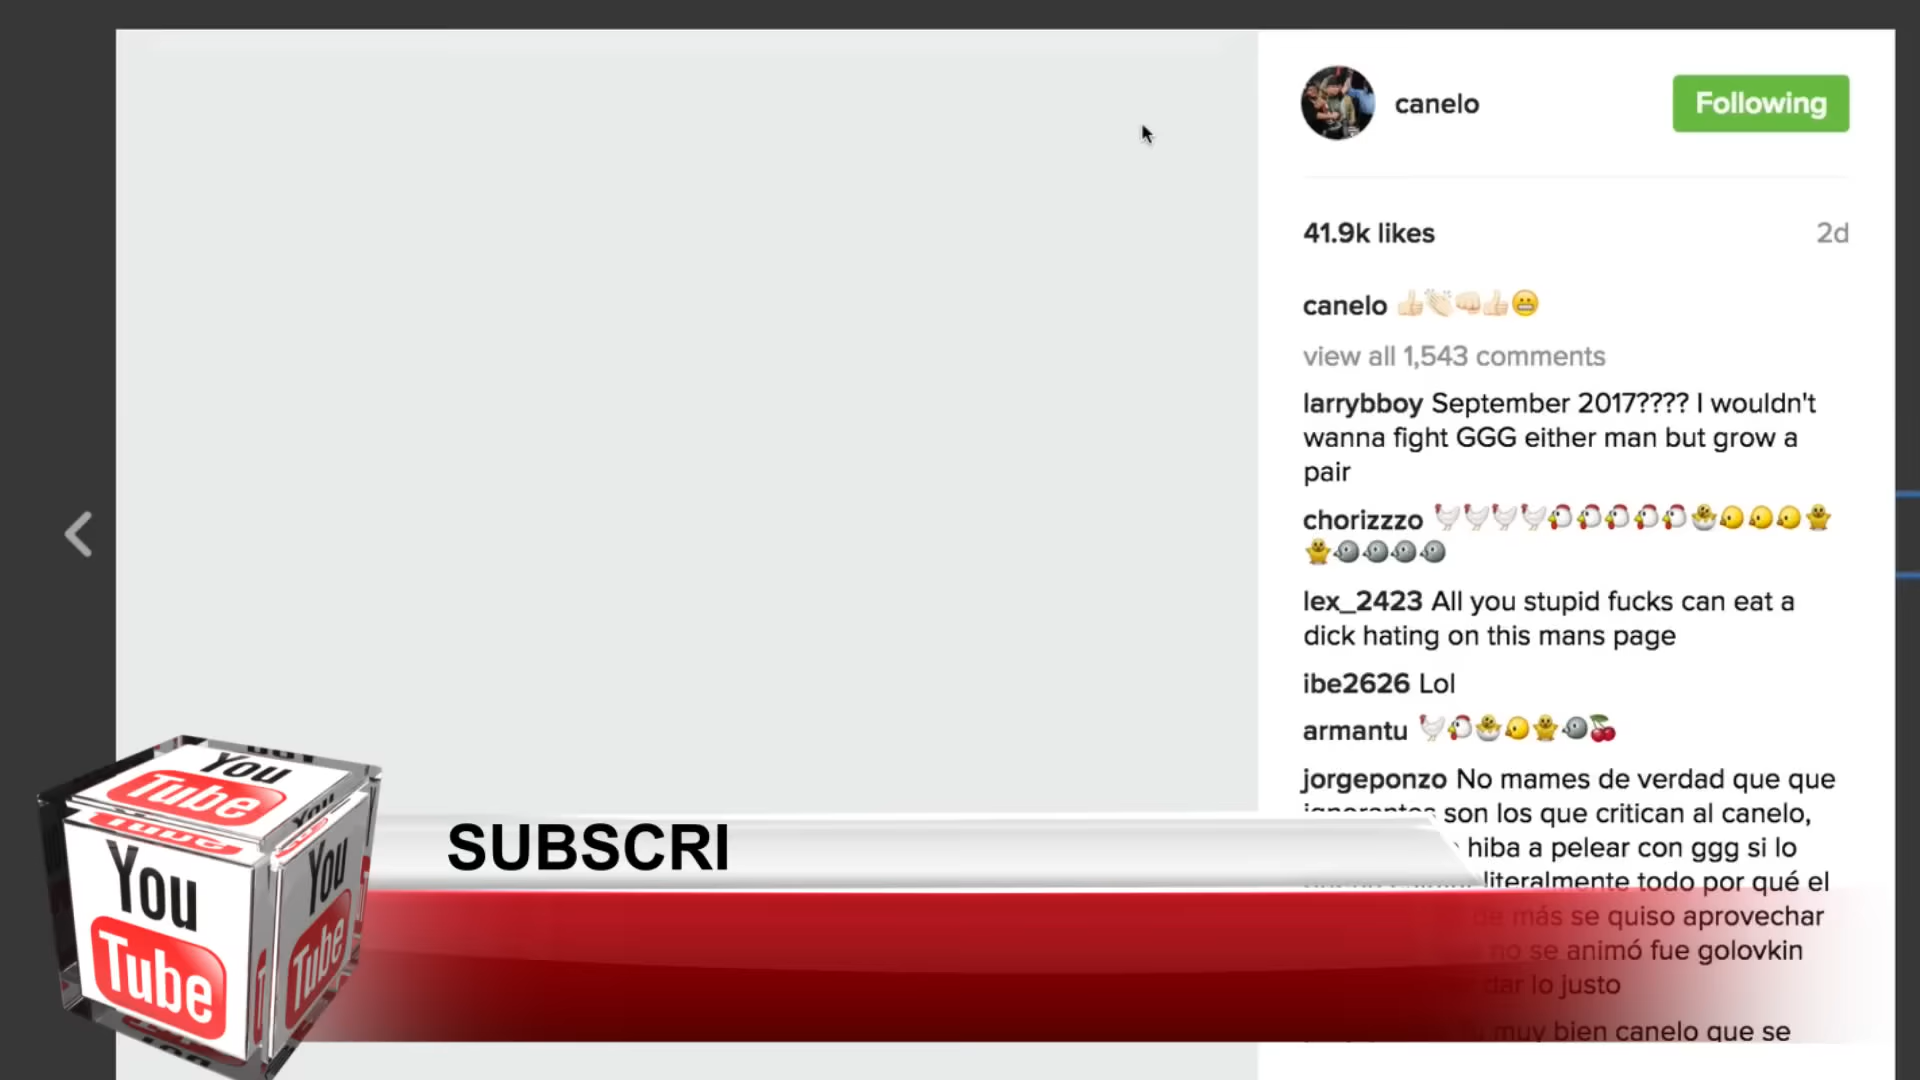 canelo
Following
41.9k likes
2d
canelo 👍🏻👏🏻👊🏻👍🏻😬
view all 1,543 comments
larrybboy September 2017???? I wouldn't
wanna fight GGG either man but grow a
pair
chorizzzo 🐓🐓🐓🐓🐔🐔🐔🐔🐔🐣🐤🐤🐤🐥
🐥🐦🐦🐦🐦
lex_2423 All you stupid fucks can eat a
dick hating on this mans page
ibe2626 Lol
armantu 🐓🐔🐣🐤🐥🐦🍒
jorgeponzo No mames de verdad que que
ignorantes son los que critican al canelo,
hiba a pelear con ggg si lo
literalmente todo por qué el
de más se quiso aprovechar
no se animó fue golovkin
dar lo justo
muy bien canelo que se
SUBSCRI
You
Tube
You
Tube
You
Tube